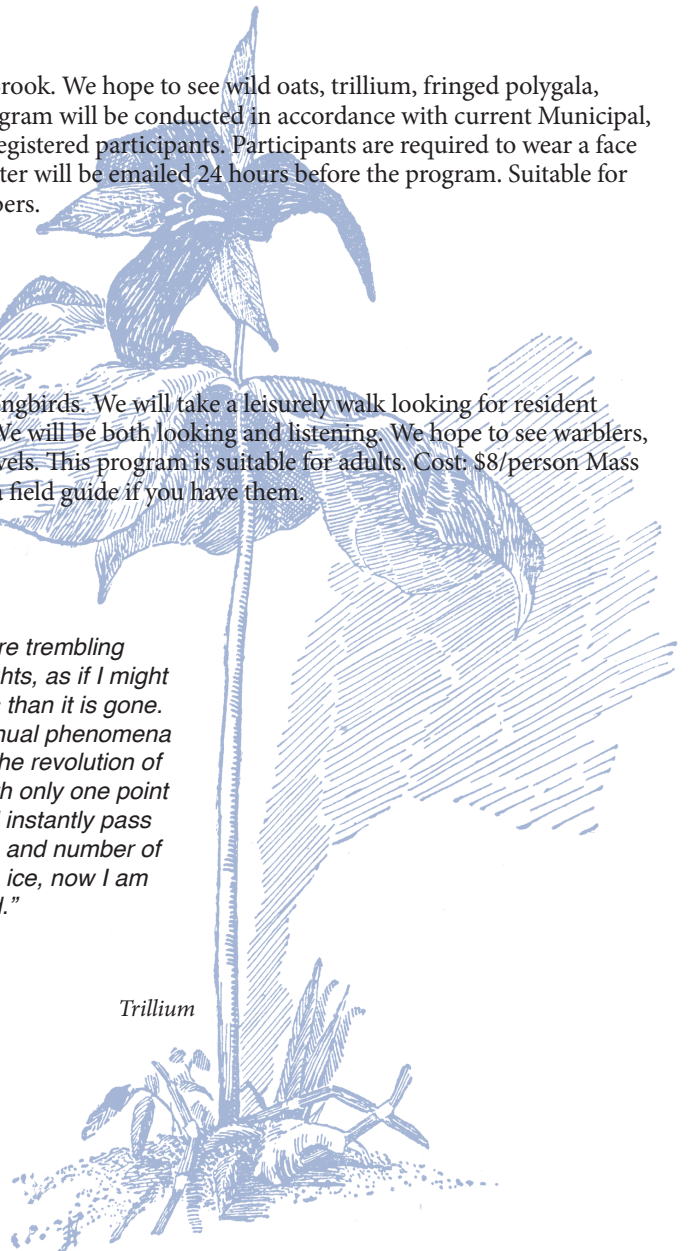 rook. We hope to see wild oats, trillium, fringed polygala,
gram will be conducted in accordance with current Municipal,
egistered participants. Participants are required to wear a face
ter will be emailed 24 hours before the program. Suitable for
bers.
ngbirds. We will take a leisurely walk looking for resident
We will be both looking and listening. We hope to see warblers,
vels. This program is suitable for adults. Cost: $8/person Mass
field guide if you have them.
re trembling
hts, as if I might
than it is gone.
nual phenomena
he revolution of
h only one point
instantly pass
and number of
ice, now I am
.”
Trillium